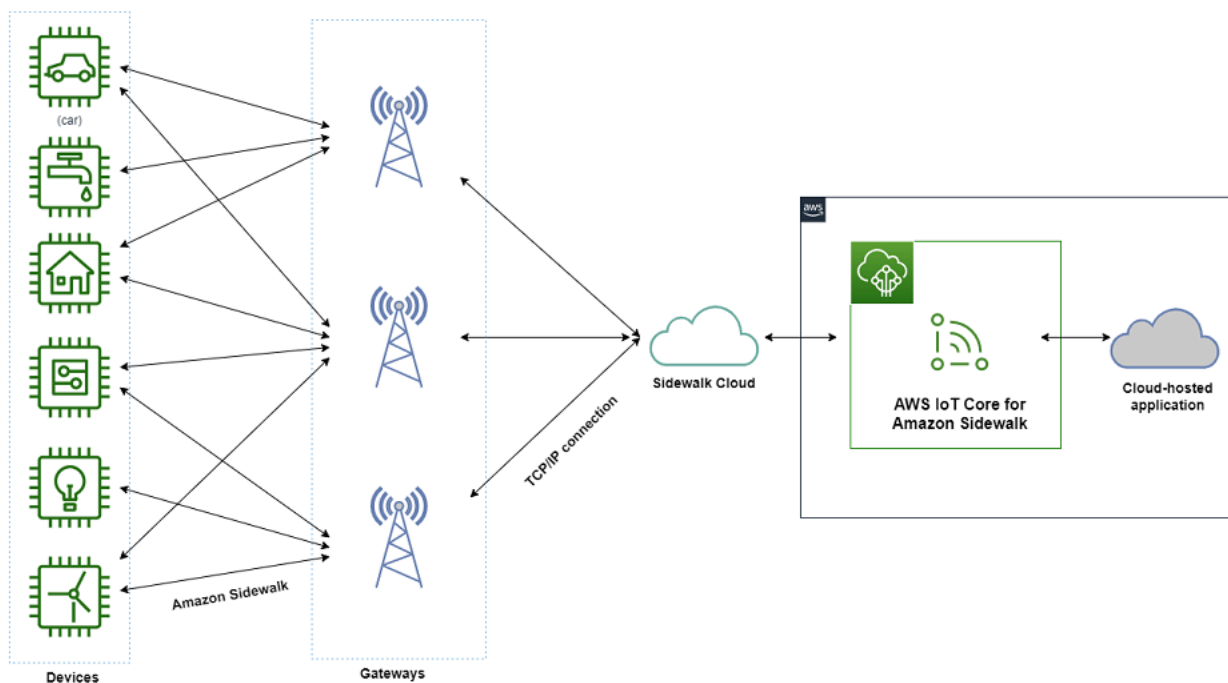 (car)
Devices
Amazon Sidewalk
Gateways
TCP/IP connection
Sidewalk Cloud
aws
AWS IoT Core for
Amazon Sidewalk
Cloud-hosted
application